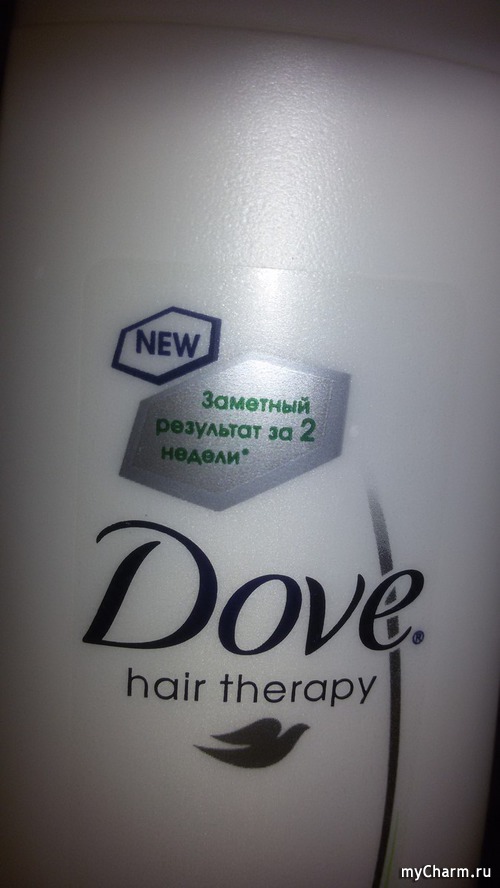 NEW
Заметный
результат за 2
недели*
Dove®
hair therapy
myCharm.ru